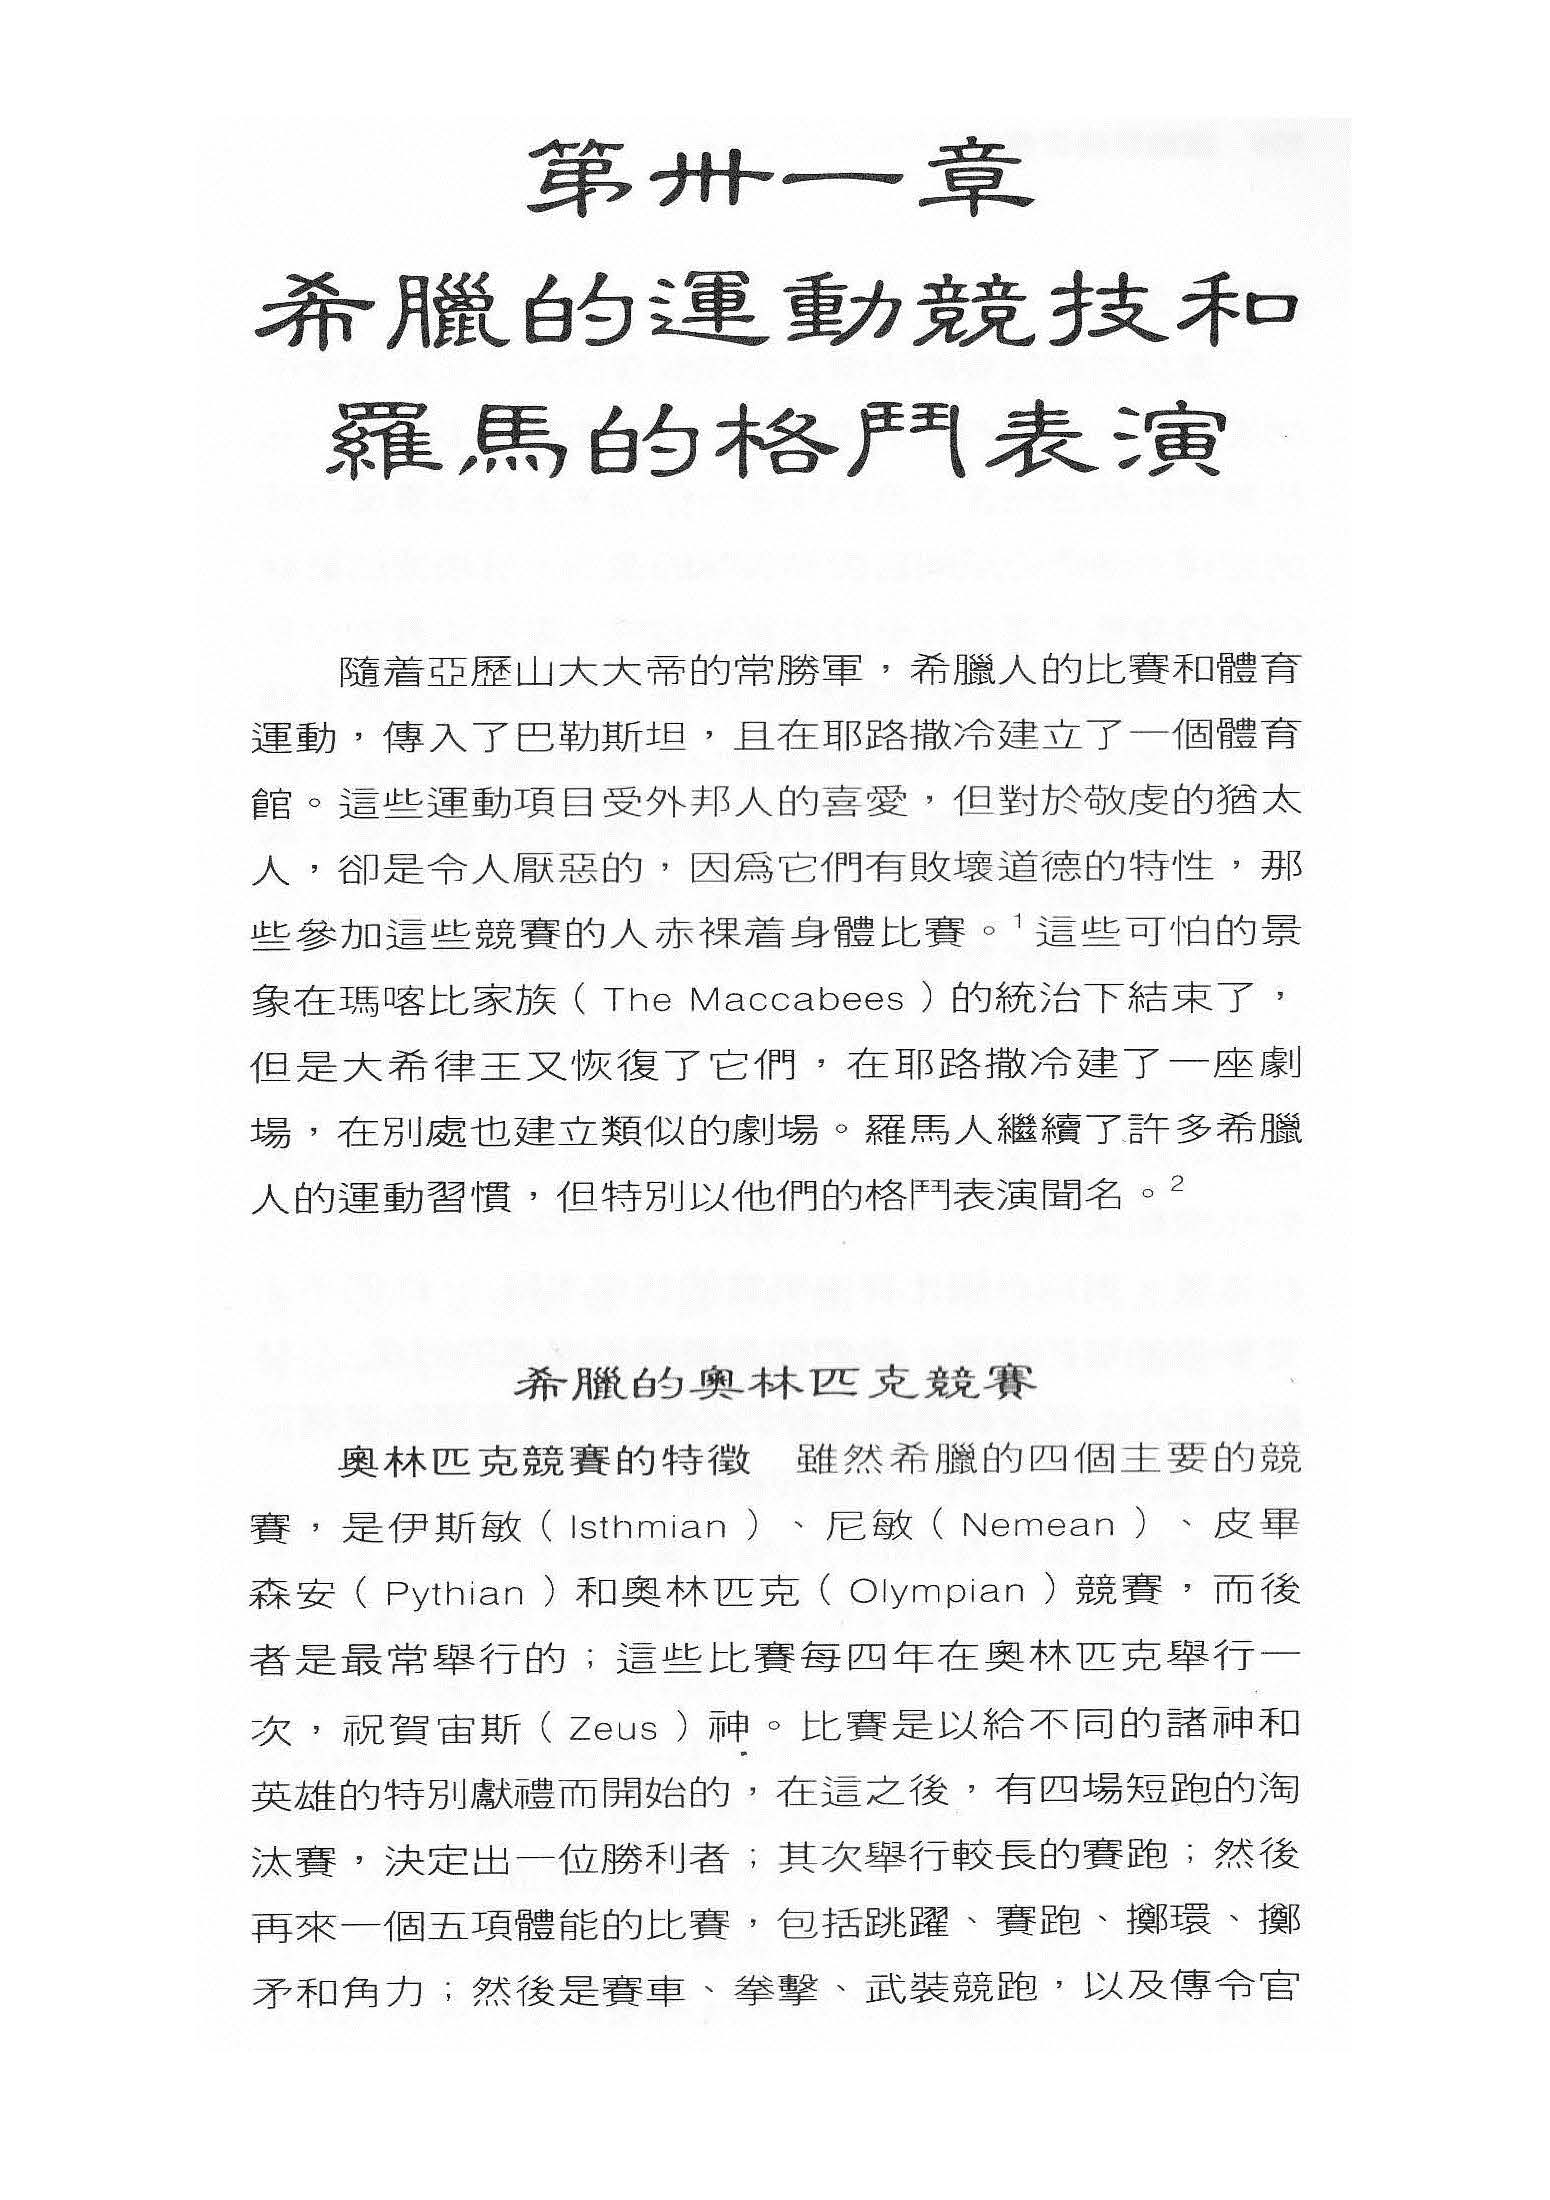 第卅一章
希臘的運動競技和
羅馬的格鬥表演
隨着亞歷山大大帝的常勝軍，希臘人的比賽和體育
運動，傳入了巴勒斯坦，且在耶路撒冷建立了一個體育
館。這些運動項目受外邦人的喜愛，但對於敬虔的猶太
人，卻是令人厭惡的，因爲它們有敗壞道德的特性，那
些參加這些競賽的人赤裸着身體比賽。1 這些可怕的景
象在瑪喀比家族（The Maccabees）的統治下結束了，
但是大希律王又恢復了它們，在耶路撒冷建了一座劇
場，在別處也建立類似的劇場。羅馬人繼續了許多希臘
人的運動習慣，但特別以他們的格鬥表演聞名。2
希臘的奧林匹克競賽
奧林匹克競賽的特徵　雖然希臘的四個主要的競
賽，是伊斯敏（Isthmian）、尼敏（Nemean）、皮畢
森安（Pythian）和奧林匹克（Olympian）競賽，而後
者是最常舉行的；這些比賽每四年在奧林匹克舉行一
次，祝賀宙斯（Zeus）神。比賽是以給不同的諸神和
英雄的特別獻禮而開始的，在這之後，有四場短跑的淘
汰賽，決定出一位勝利者；其次舉行較長的賽跑；然後
再來一個五項體能的比賽，包括跳躍、賽跑、擲環、擲
矛和角力；然後是賽車、拳擊、武裝競跑，以及傳令官